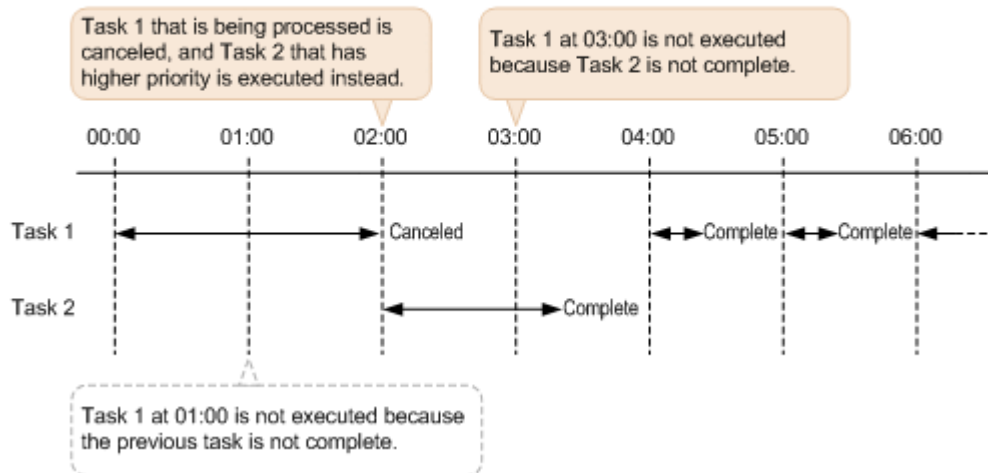 Task 1 that is being processed is
canceled, and Task 2 that has
higher priority is executed instead.
Task 1 at 03:00 is not executed
because Task 2 is not complete.
00:00 01:00 02:00 03:00 04:00 05:00 06:00
Task 1 Canceled Complete Complete
Task 2 Complete
Task 1 at 01:00 is not executed because
the previous task is not complete.